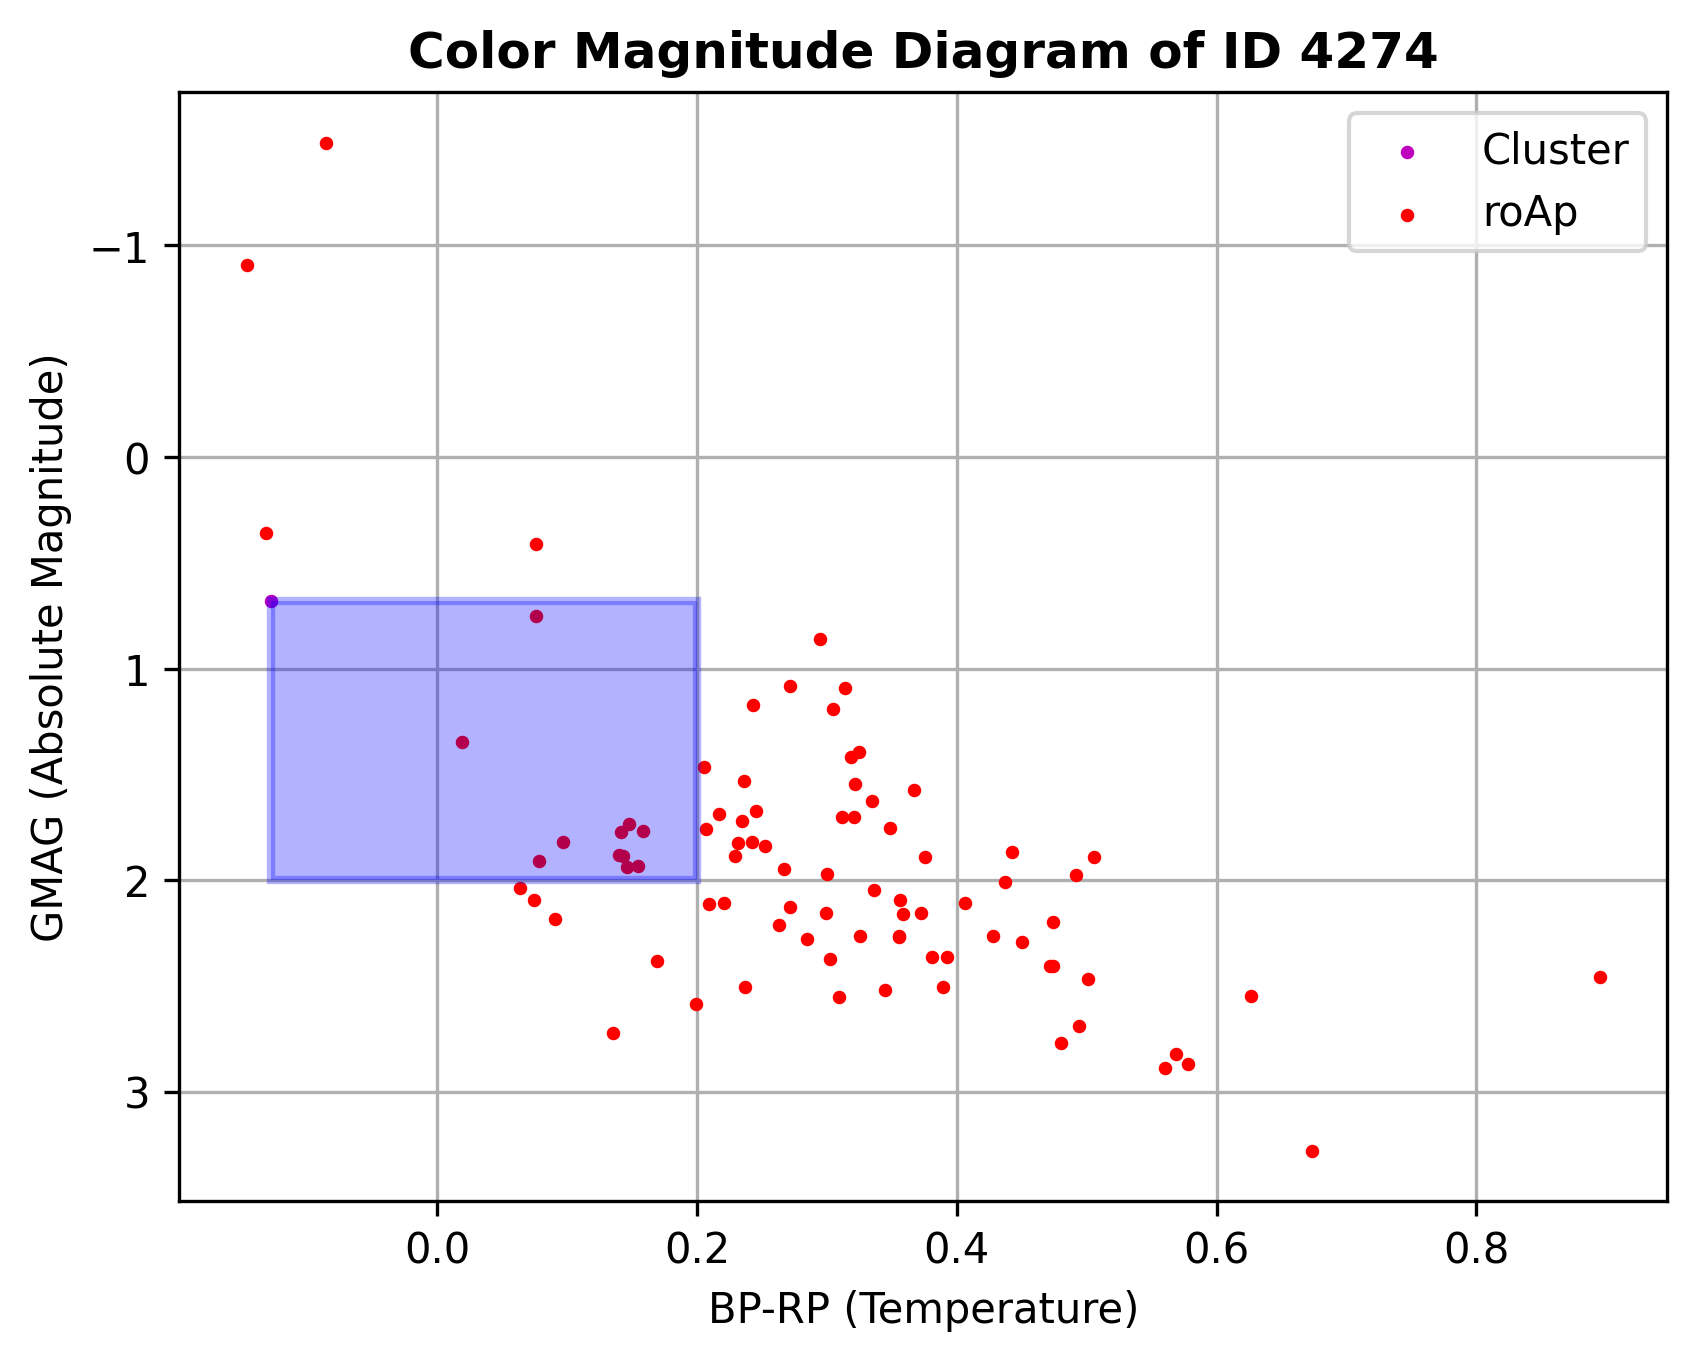 Color Magnitude Diagram of ID 4274
Cluster
roAp
−1
0
1
2
3
GMAG (Absolute Magnitude)
0.0 0.2 0.4 0.6 0.8
BP-RP (Temperature)